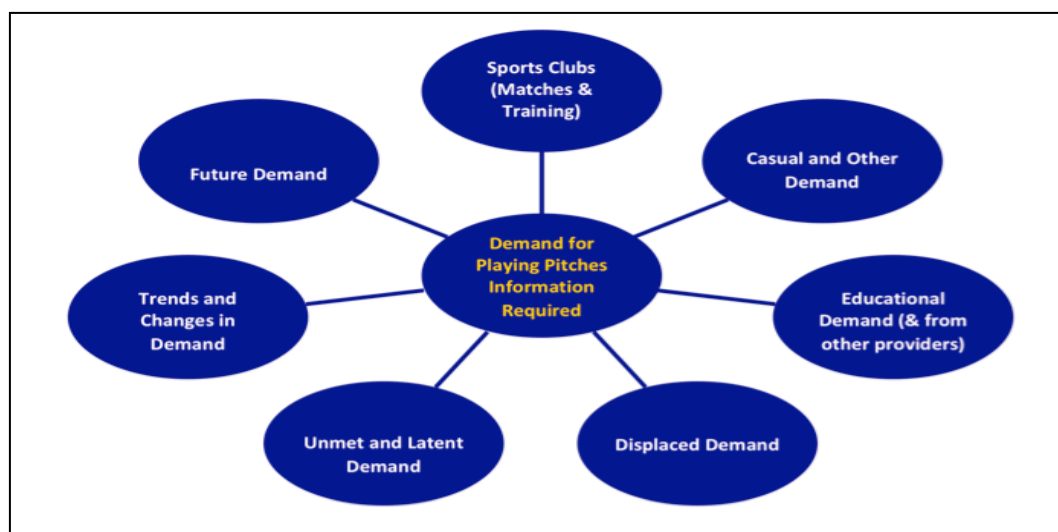 Sports Clubs
(Matches &
Training)
Casual and Other
Demand
Future Demand
Demand for
Playing Pitches
Information
Required
Trends and
Changes in
Demand
Educational
Demand (& from
other providers)
Unmet and Latent
Demand
Displaced Demand